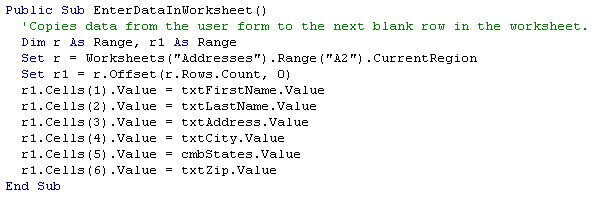 Public Sub EnterDataInWorksheet()
  'Copies data from the user form to the next blank row in the worksheet.
  Dim r As Range, r1 As Range
  Set r = Worksheets("Addresses").Range("A2").CurrentRegion
  Set r1 = r.Offset(r.Rows.Count, 0)
  r1.Cells(1).Value = txtFirstName.Value
  r1.Cells(2).Value = txtLastName.Value
  r1.Cells(3).Value = txtAddress.Value
  r1.Cells(4).Value = txtCity.Value
  r1.Cells(5).Value = cmbStates.Value
  r1.Cells(6).Value = txtZip.Value
End Sub